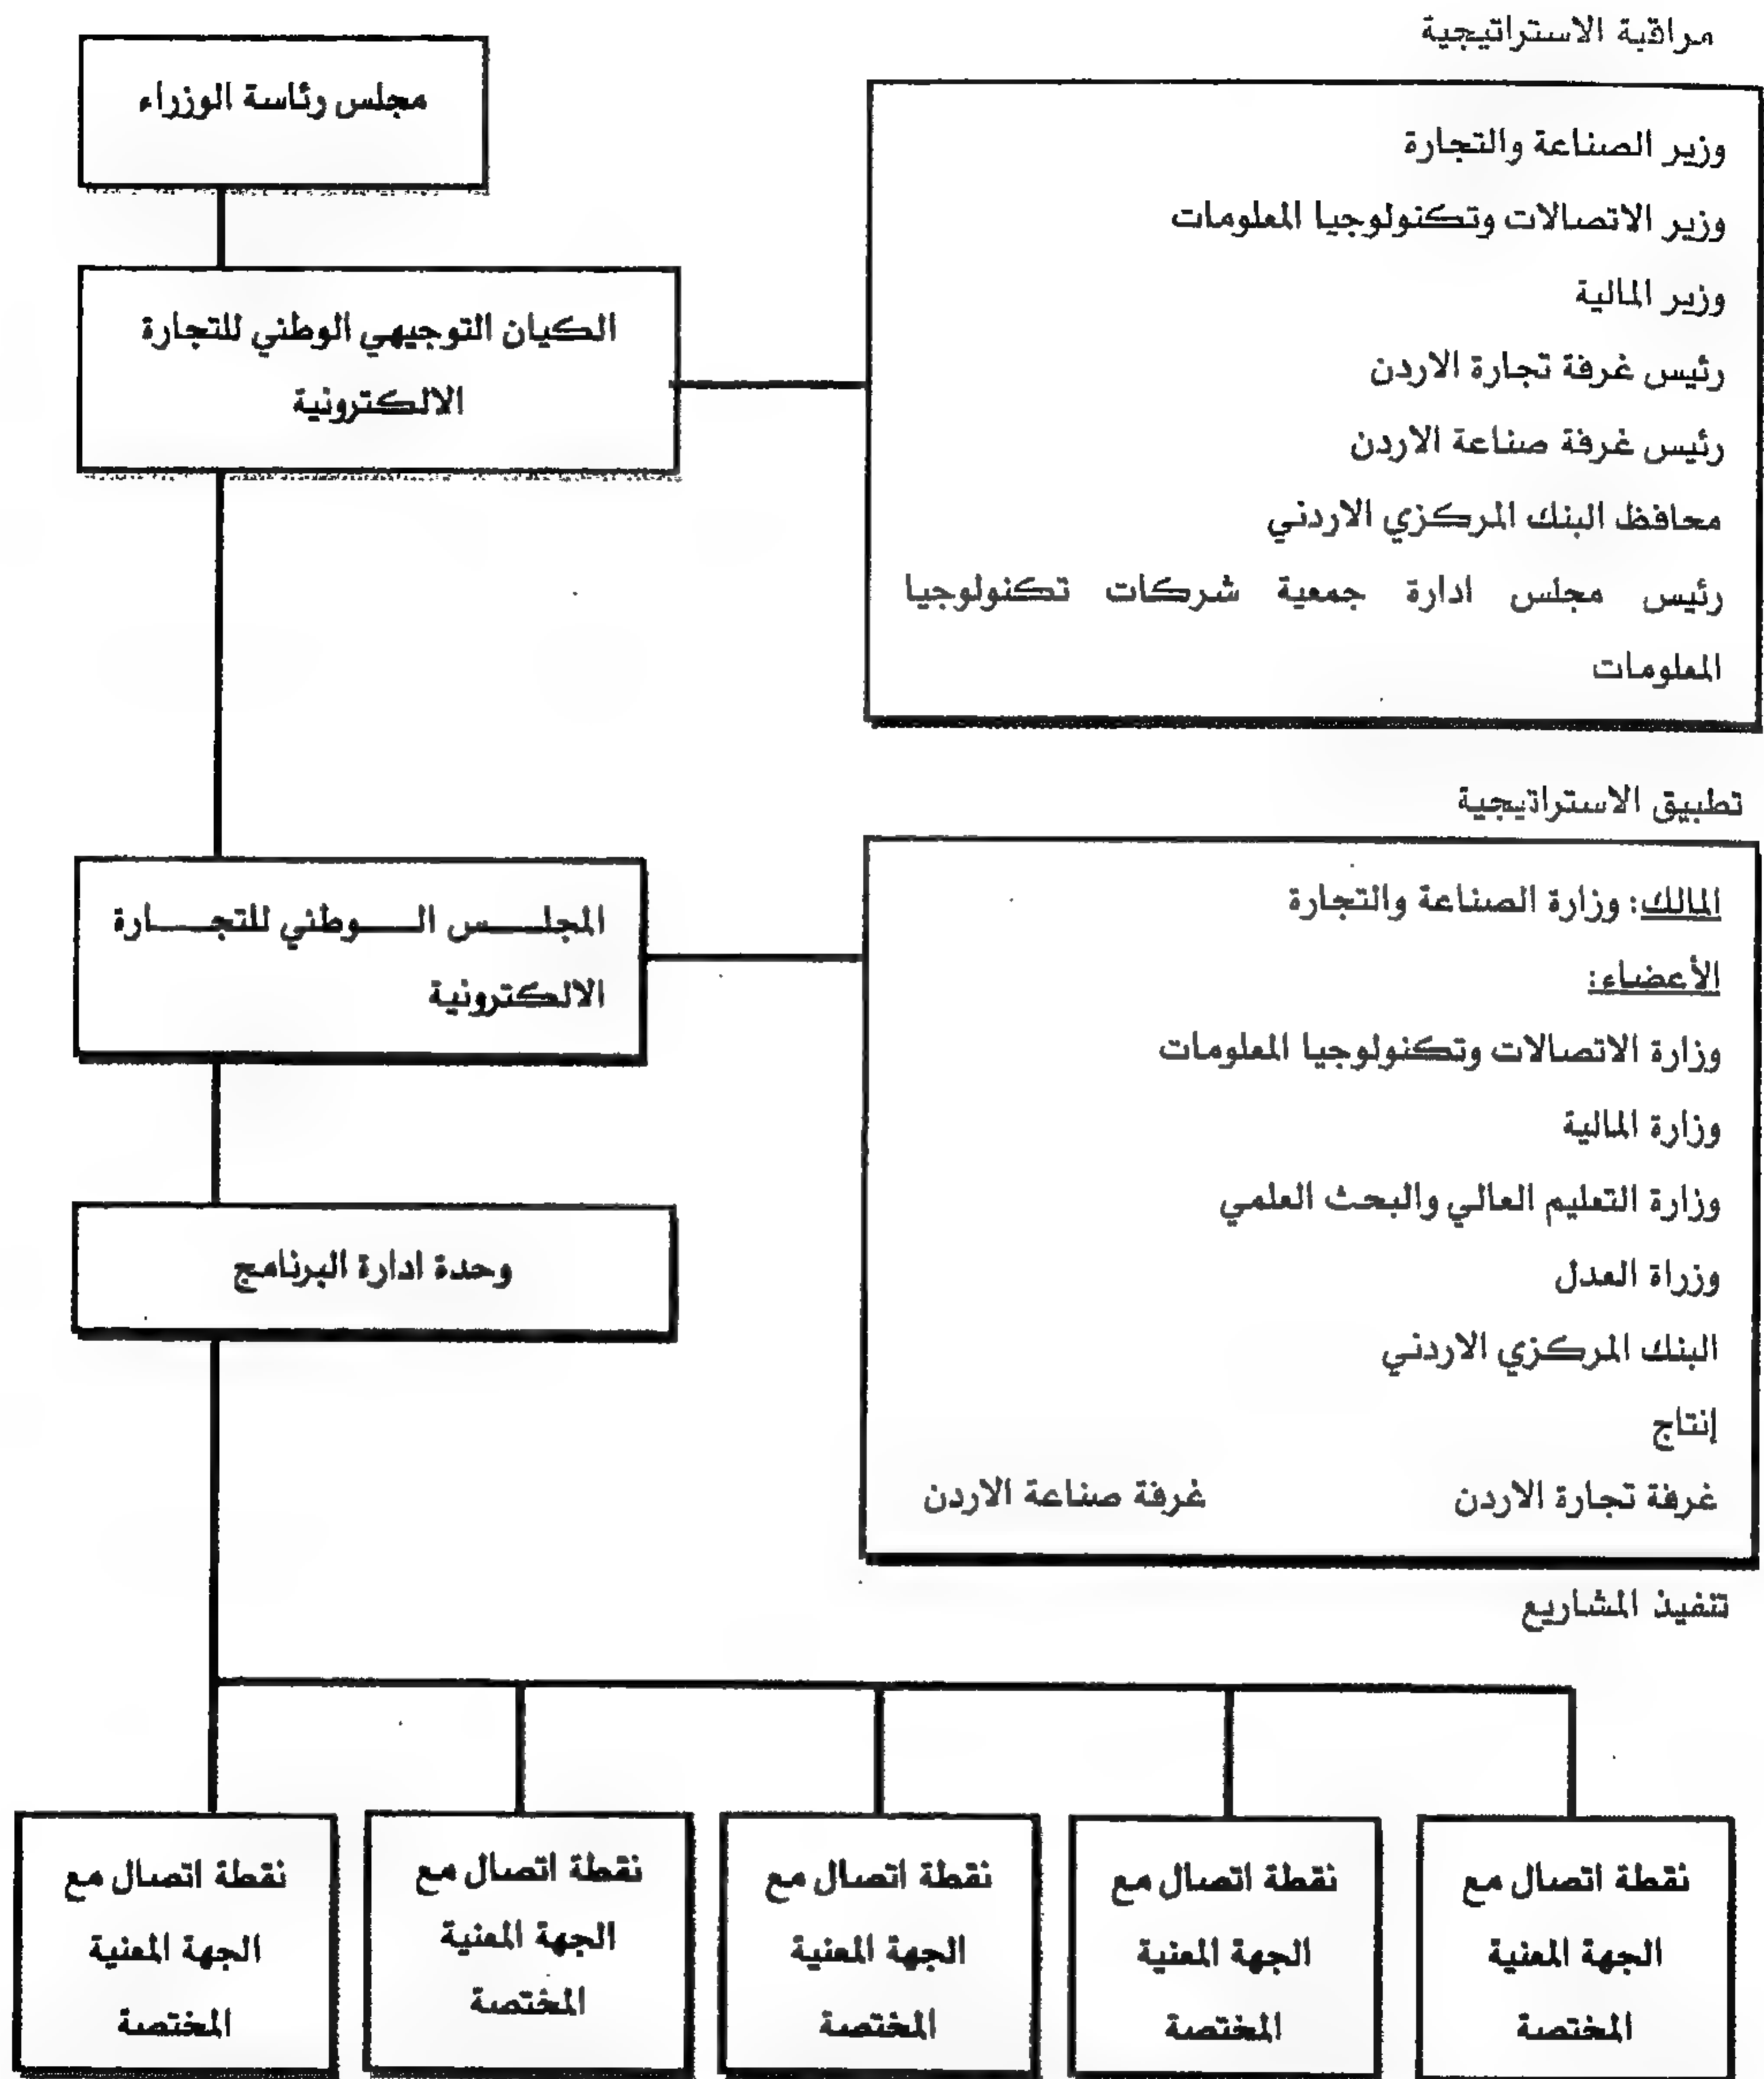 مراقبة الاستراتيجية
مجلس رئاسة الوزراء
وزير الصناعة والتجارة
وزير الاتصالات وتكنولوجيا المعلومات
وزير المالية
رئيس غرفة تجارة الاردن
رئيس غرفة صناعة الاردن
محافظ البنك المركزي الاردني
رئيس مجلس ادارة جمعية شركات تكنولوجيا
المعلومات
الكيان التوجيهي الوطني للتجارة
الالكترونية
تطبيق الاستراتيجية
المالك: وزارة الصناعة والتجارة
الأعضاء:
وزارة الاتصالات وتكنولوجيا المعلومات
وزارة المالية
وزارة التعليم العالي والبحث العلمي
وزراة العدل
البنك المركزي الاردني
إنتاج
غرفة تجارة الاردن غرفة صناعة الاردن
المجلـــس الـــوطني للتجـــارة
الالكترونية
وحدة ادارة البرنامج
تنفيذ المشاريع
نقطة اتصال مع
الجهة المعنية
المختصة
نقطة اتصال مع
الجهة المعنية
المختصة
نقطة اتصال مع
الجهة المعنية
المختصة
نقطة اتصال مع
الجهة المعنية
المختصة
نقطة اتصال مع
الجهة المعنية
المختصة